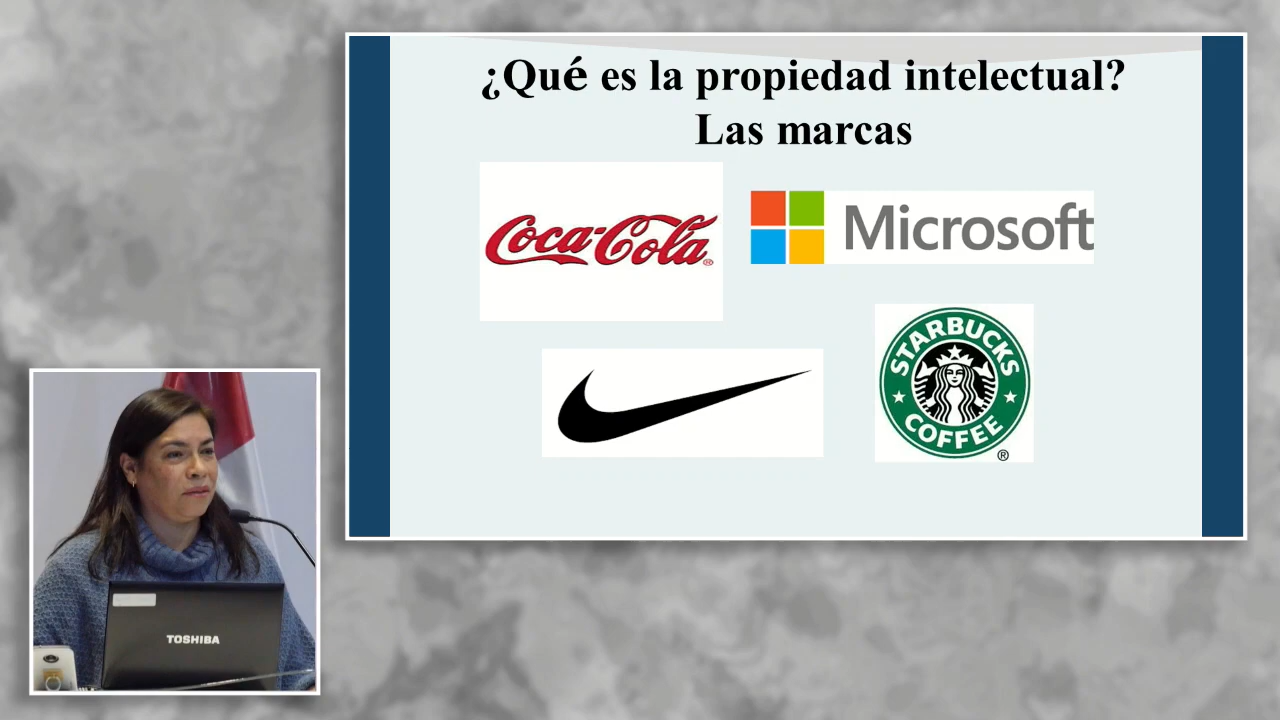 ¿Qué es la propiedad intelectual?
Las marcas
Coca-Cola®
Microsoft
STARBUCKS
COFFEE
®
TOSHIBA